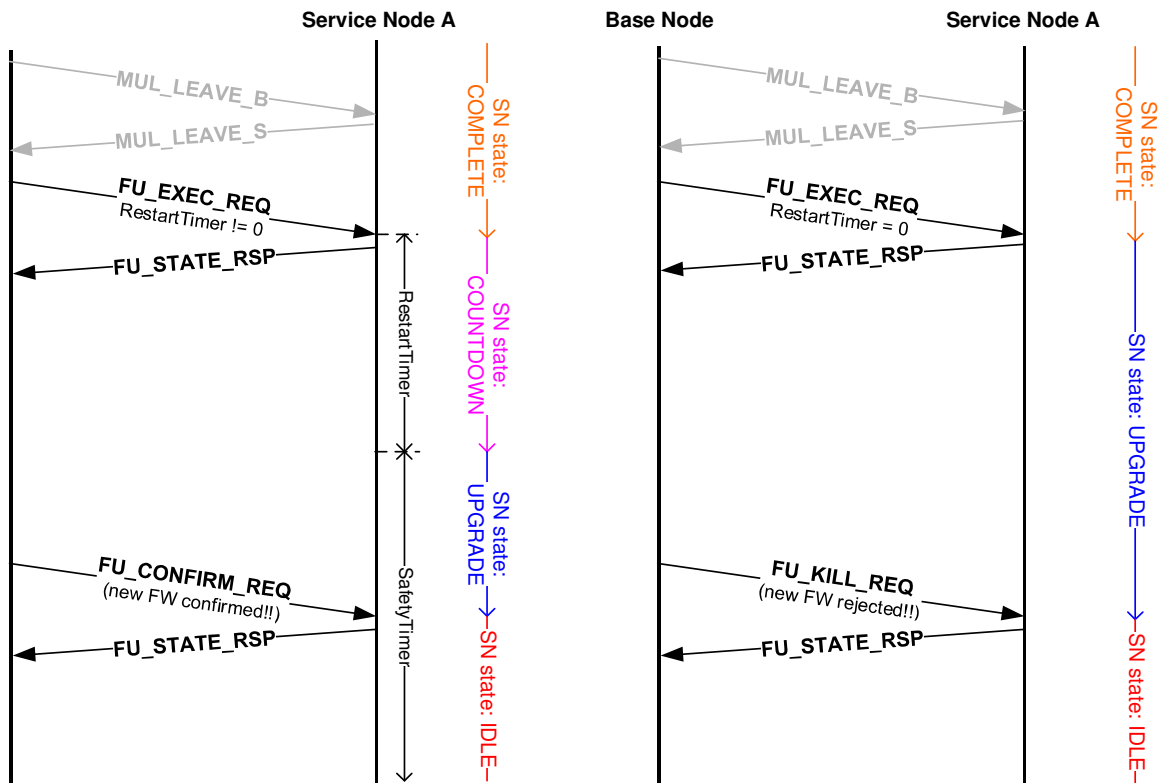 Service Node A
MUL_LEAVE_B
MUL_LEAVE_S
FU_EXEC_REQ
RestartTimer != 0
FU_STATE_RSP
FU_CONFIRM_REQ
(new FW confirmed!!)
FU_STATE_RSP
RestartTimer
SafetyTimer
SN state:
COMPLETE
SN state:
COUNTDOWN
SN state:
UPGRADE
SN state: IDLE
Base Node
Service Node A
MUL_LEAVE_B
MUL_LEAVE_S
FU_EXEC_REQ
RestartTimer = 0
FU_STATE_RSP
FU_KILL_REQ
(new FW rejected!!)
FU_STATE_RSP
SN state:
COMPLETE
SN state: UPGRADE
SN state: IDLE